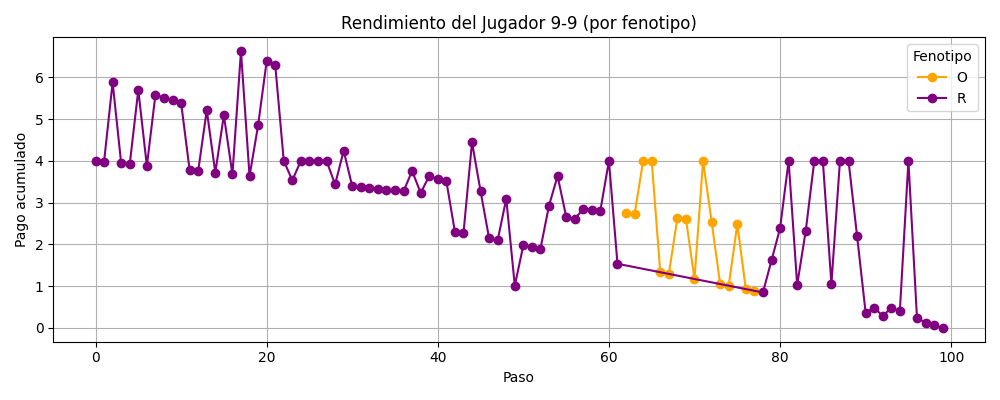 Rendimiento del Jugador 9-9 (por fenotipo)
Pago acumulado
6
5
4
3
2
1
0
Fenotipo
O
R
0
20
40
60
80
100
Paso